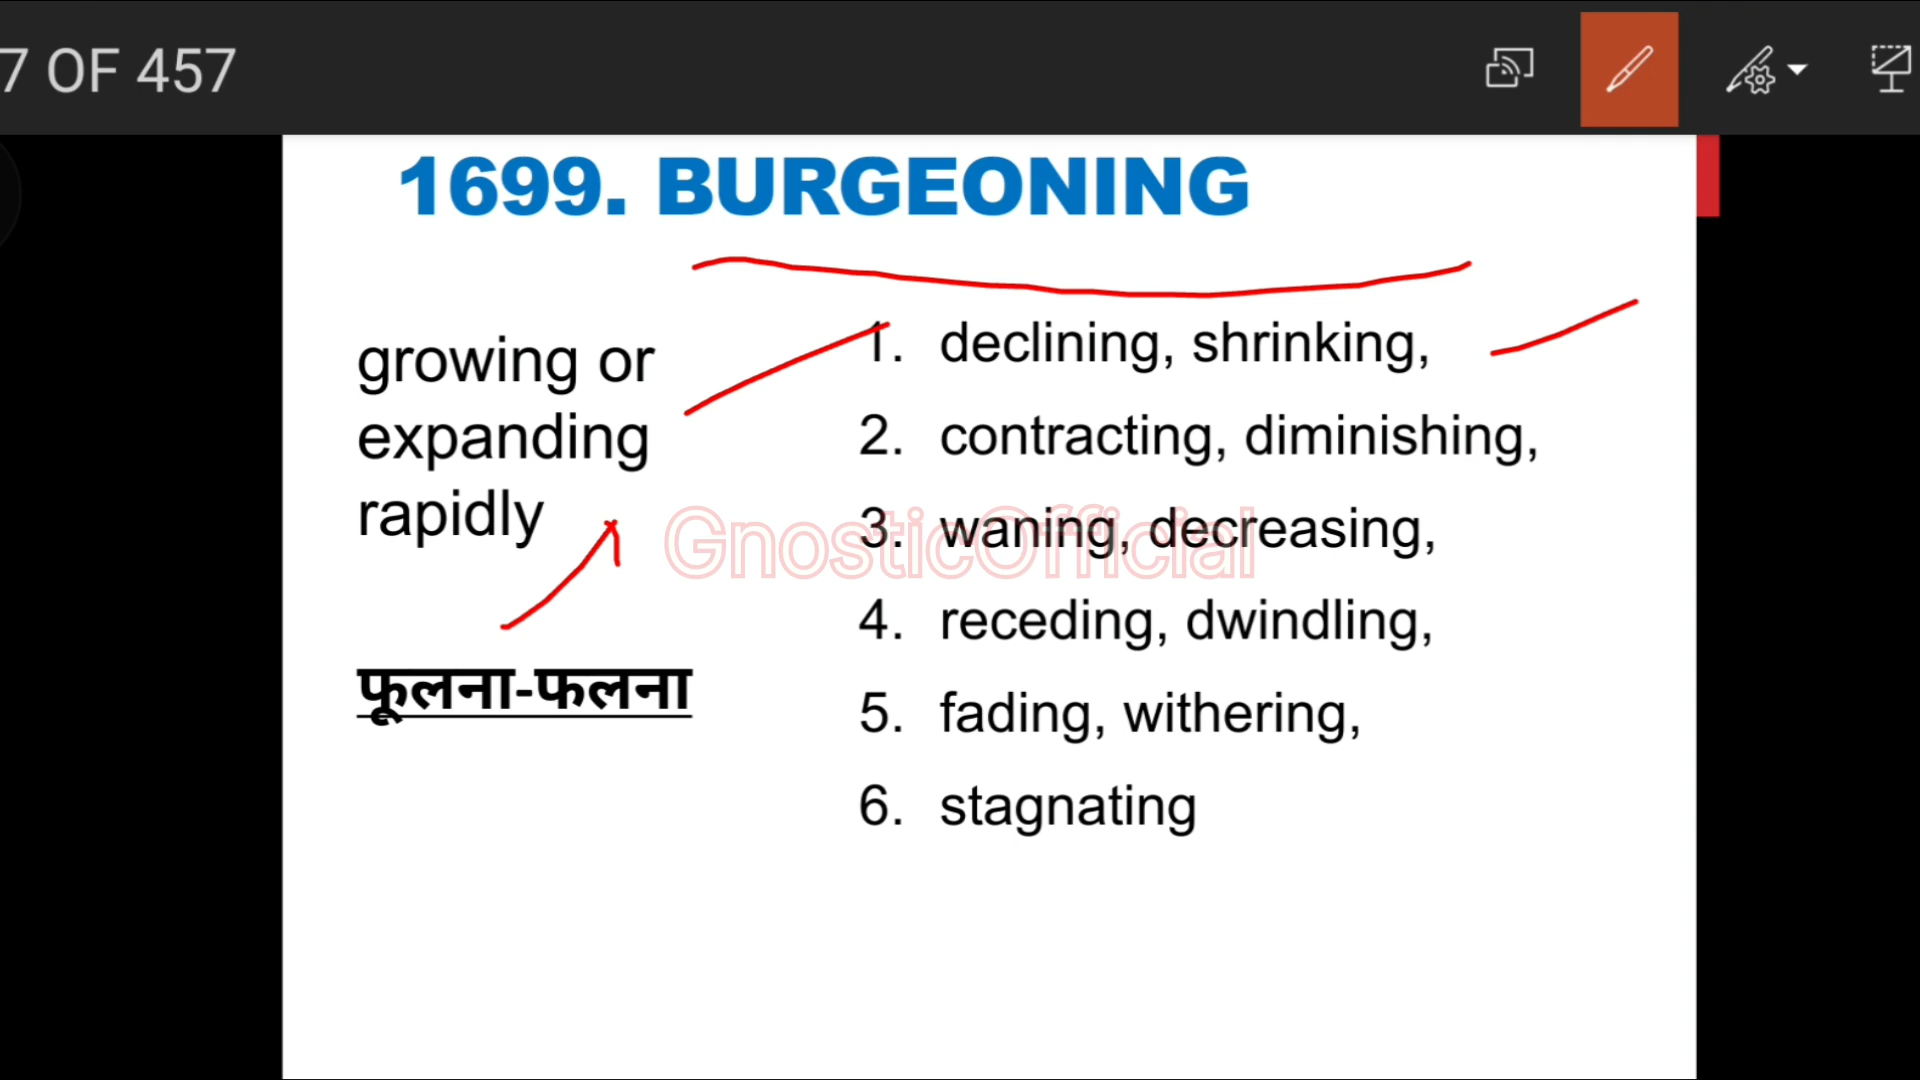 7 OF 457
1699. BURGEONING
growing or
expanding
rapidly
फूलना-फलना
1. declining, shrinking,
2. contracting, diminishing,
3. waning, decreasing,
4. receding, dwindling,
5. fading, withering,
6. stagnating
GnosticOfficial